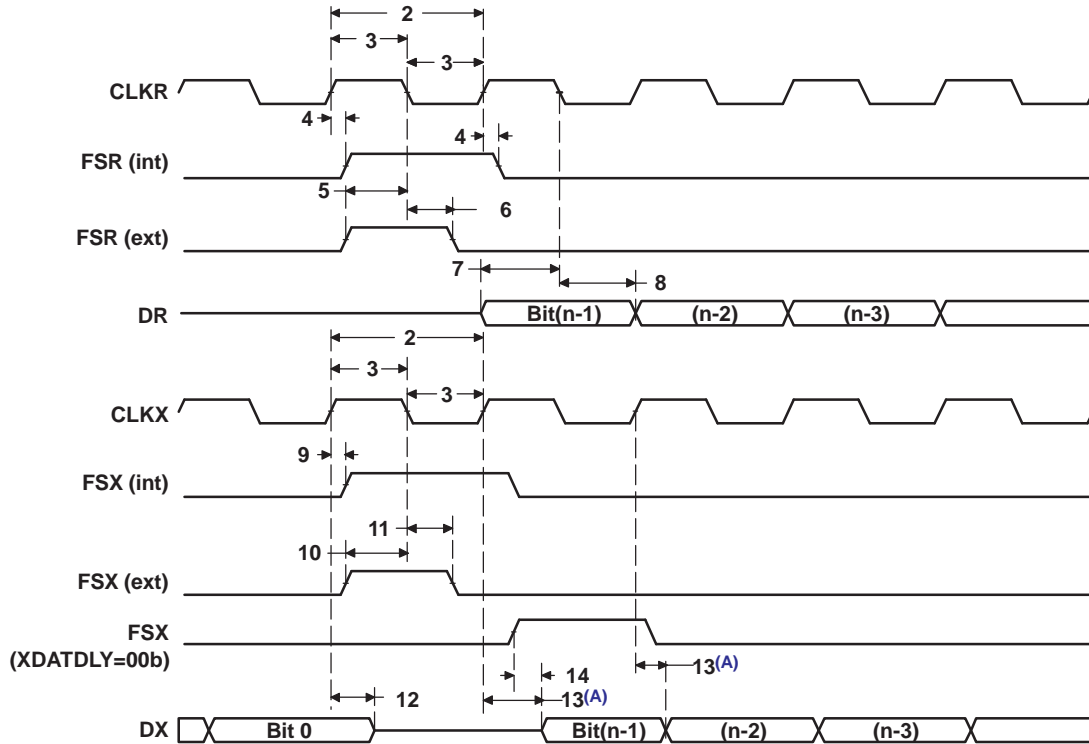 2
3
3
CLKR
4
4
FSR (int)
5
6
FSR (ext)
7
8
DR
Bit(n-1)
(n-2)
(n-3)
2
3
3
CLKX
9
FSX (int)
11
10
FSX (ext)
FSX
(XDATDLY=00b)
14
13(A)
12
13(A)
DX
Bit 0
Bit(n-1)
(n-2)
(n-3)